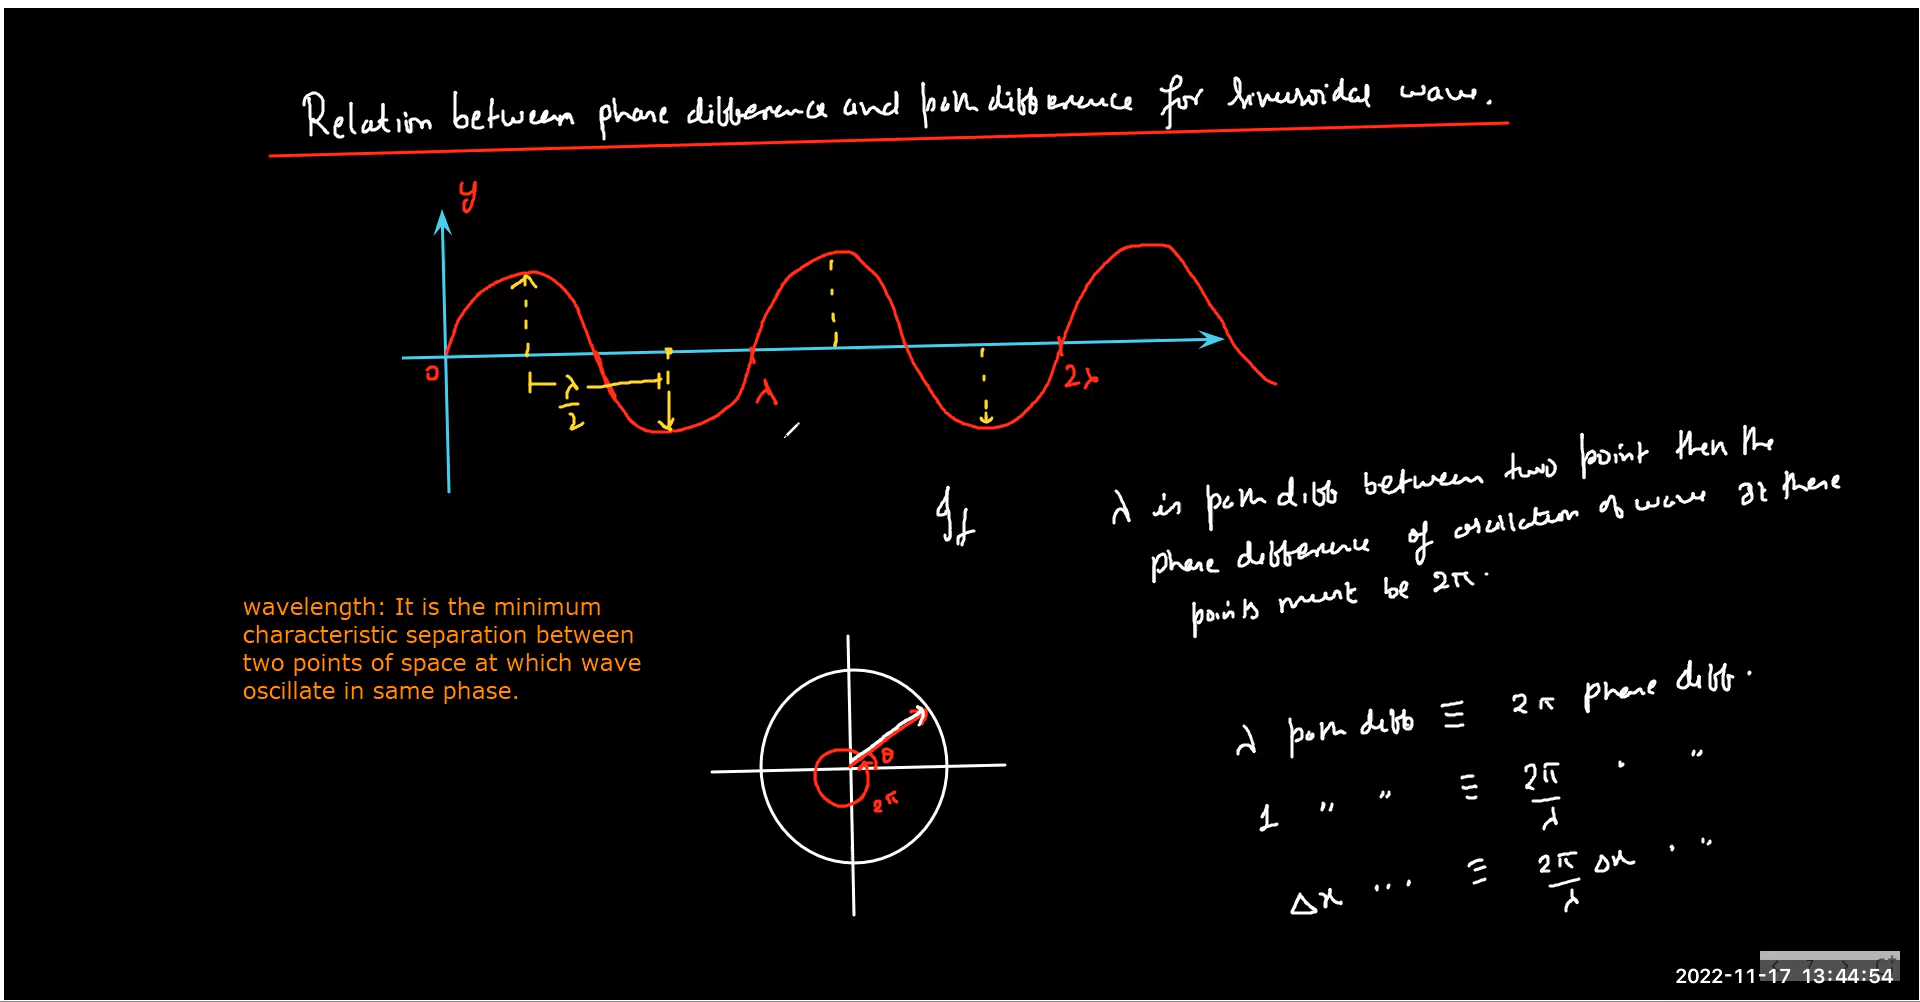 Relation between phase difference and path difference for sinusoidal wave.
y
0
λ/2
λ
2λ
If λ is path diff between two point then the
phase difference of oscillation of wave at these
points must be 2π.
wavelength: It is the minimum
characteristic separation between
two points of space at which wave
oscillate in same phase.
θ
2π
λ path diff ≡ 2π phase diff.
1 " " ≡ 2π/λ " "
Δx " " ≡ 2π/λ Δx " "
2022-11-17 13:44:54